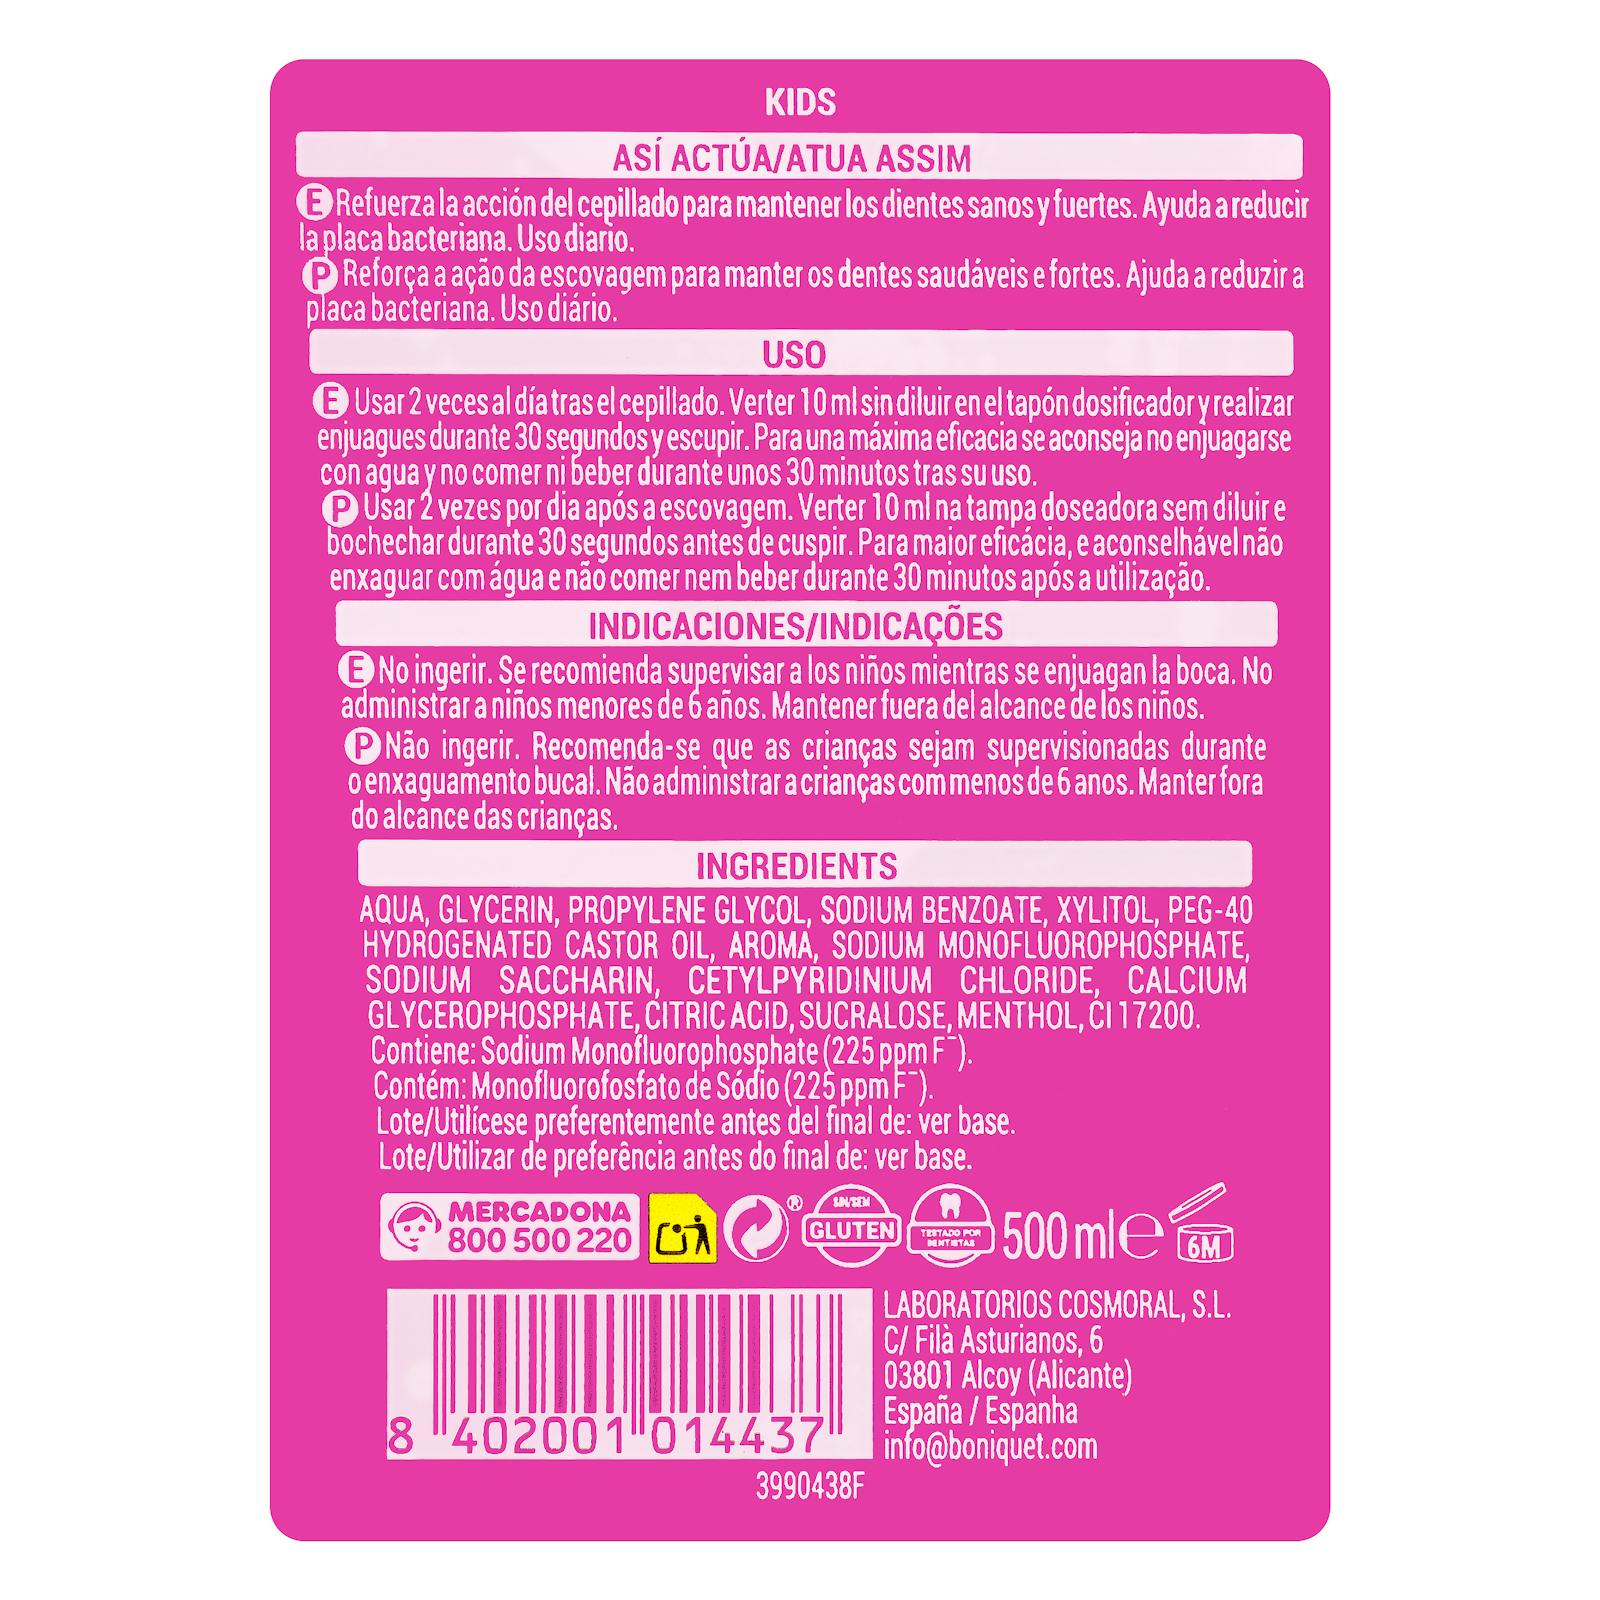 KIDS
ASÍ ACTÚA/ATUA ASSIM
E Refuerza la acción del cepillado para mantener los dientes sanos y fuertes. Ayuda a reducir
la placa bacteriana. Uso diario.
P Reforça a ação da escovagem para manter os dentes saudáveis e fortes. Ajuda a reduzir a
placa bacteriana. Uso diário.
USO
E Usar 2 veces al día tras el cepillado. Verter 10 ml sin diluir en el tapón dosificador y realizar
enjuagues durante 30 segundos y escupir. Para una máxima eficacia se aconseja no enjuagarse
con agua y no comer ni beber durante unos 30 minutos tras su uso.
P Usar 2 vezes por dia após a escovagem. Verter 10 ml na tampa doseadora sem diluir e
bochechar durante 30 segundos antes de cuspir. Para maior eficácia, e aconselhável não
enxaguar com água e não comer nem beber durante 30 minutos após a utilização.
INDICACIONES/INDICAÇÕES
E No ingerir. Se recomienda supervisar a los niños mientras se enjuagan la boca. No
administrar a niños menores de 6 años. Mantener fuera del alcance de los niños.
P Não ingerir. Recomenda-se que as crianças sejam supervisionadas durante
o enxaguamento bucal. Não administrar a crianças com menos de 6 anos. Manter fora
do alcance das crianças.
INGREDIENTS
AQUA, GLYCERIN, PROPYLENE GLYCOL, SODIUM BENZOATE, XYLITOL, PEG-40
HYDROGENATED CASTOR OIL, AROMA, SODIUM MONOFLUOROPHOSPHATE,
SODIUM SACCHARIN, CETYLPYRIDINIUM CHLORIDE, CALCIUM
GLYCEROPHOSPHATE, CITRIC ACID, SUCRALOSE, MENTHOL, CI 17200.
Contiene: Sodium Monofluorophosphate (225 ppm F⁻).
Contém: Monofluorofosfato de Sódio (225 ppm F⁻).
Lote/Utilícese preferentemente antes del final de: ver base.
Lote/Utilizar de preferência antes do final de: ver base.
MERCADONA
800 500 220
®
SIN/SEM
GLUTEN
TESTADO POR
DENTISTAS
500 ml e
6M
LABORATORIOS COSMORAL, S.L.
C/ Filà Asturianos, 6
03801 Alcoy (Alicante)
España / Espanha
info@boniquet.com
8 402001 014437
3990438F